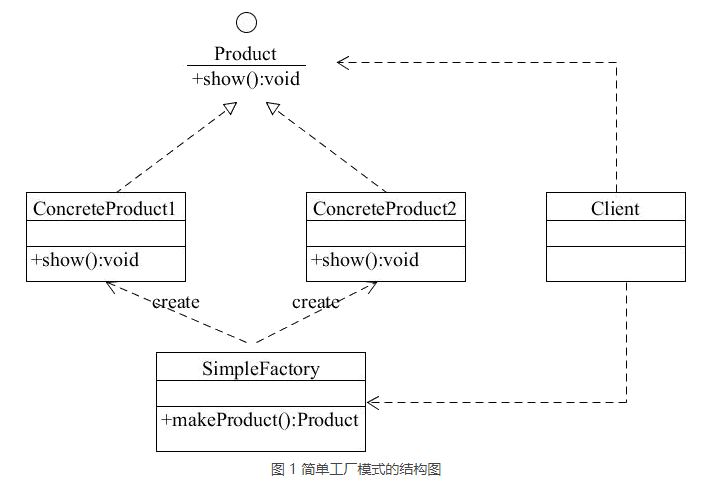 Product
+show():void
ConcreteProduct1
+show():void
ConcreteProduct2
+show():void
Client
create
create
SimpleFactory
+makeProduct():Product
图 1 简单工厂模式的结构图